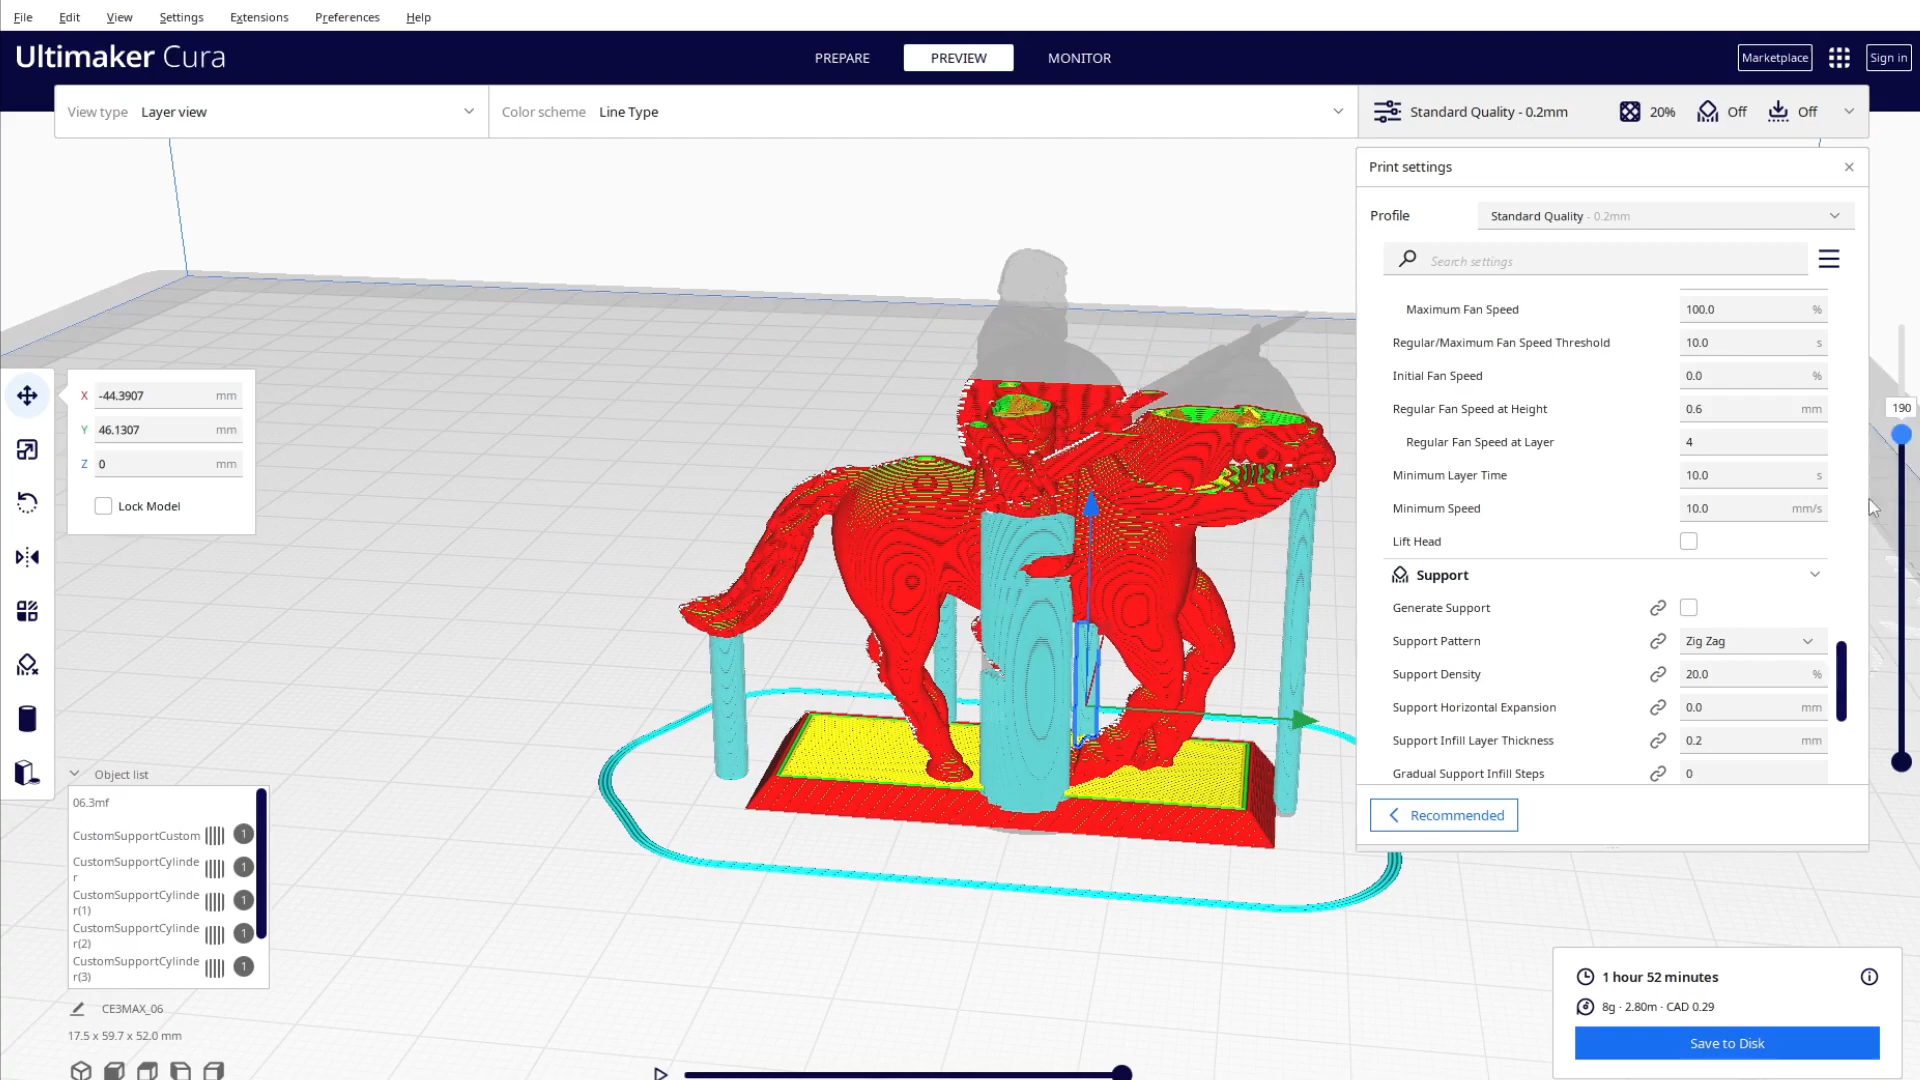 File Edit View Settings Extensions Preferences Help
Ultimaker Cura
PREPARE PREVIEW MONITOR
Marketplace Sign in
View type Layer view
Color scheme Line Type
Standard Quality - 0.2mm 20% Off Off
Print settings
Profile Standard Quality - 0.2mm
Search settings
Maximum Fan Speed 100.0 %
Regular/Maximum Fan Speed Threshold 10.0 s
Initial Fan Speed 0.0 %
Regular Fan Speed at Height 0.6 mm
Regular Fan Speed at Layer 4
Minimum Layer Time 10.0 s
Minimum Speed 10.0 mm/s
Lift Head
Support
Generate Support
Support Pattern Zig Zag
Support Density 20.0 %
Support Horizontal Expansion 0.0 mm
Support Infill Layer Thickness 0.2 mm
Gradual Support Infill Steps 0
Recommended
190
X -44.3907 mm
Y 46.1307 mm
Z 0 mm
Lock Model
Object list
06.3mf
CustomSupportCustom 1
CustomSupportCylinde
r 1
CustomSupportCylinde
r(1) 1
CustomSupportCylinde
r(2) 1
CustomSupportCylinde
r(3) 1
CE3MAX_06
17.5 x 59.7 x 52.0 mm
1 hour 52 minutes
8g · 2.80m · CAD 0.29
Save to Disk